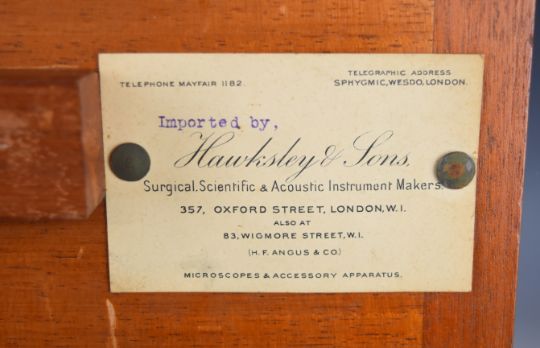 TELEPHONE MAYFAIR 1182.
TELEGRAPHIC ADDRESS
SPHYGMIC, WESDO, LONDON.
Imported by,
Hawksley & Sons,
Surgical, Scientific & Acoustic Instrument Makers.
357, OXFORD STREET, LONDON, W.1.
ALSO AT
83, WIGMORE STREET, W.1.
(H. F. ANGUS & CO.)
MICROSCOPES & ACCESSORY APPARATUS.